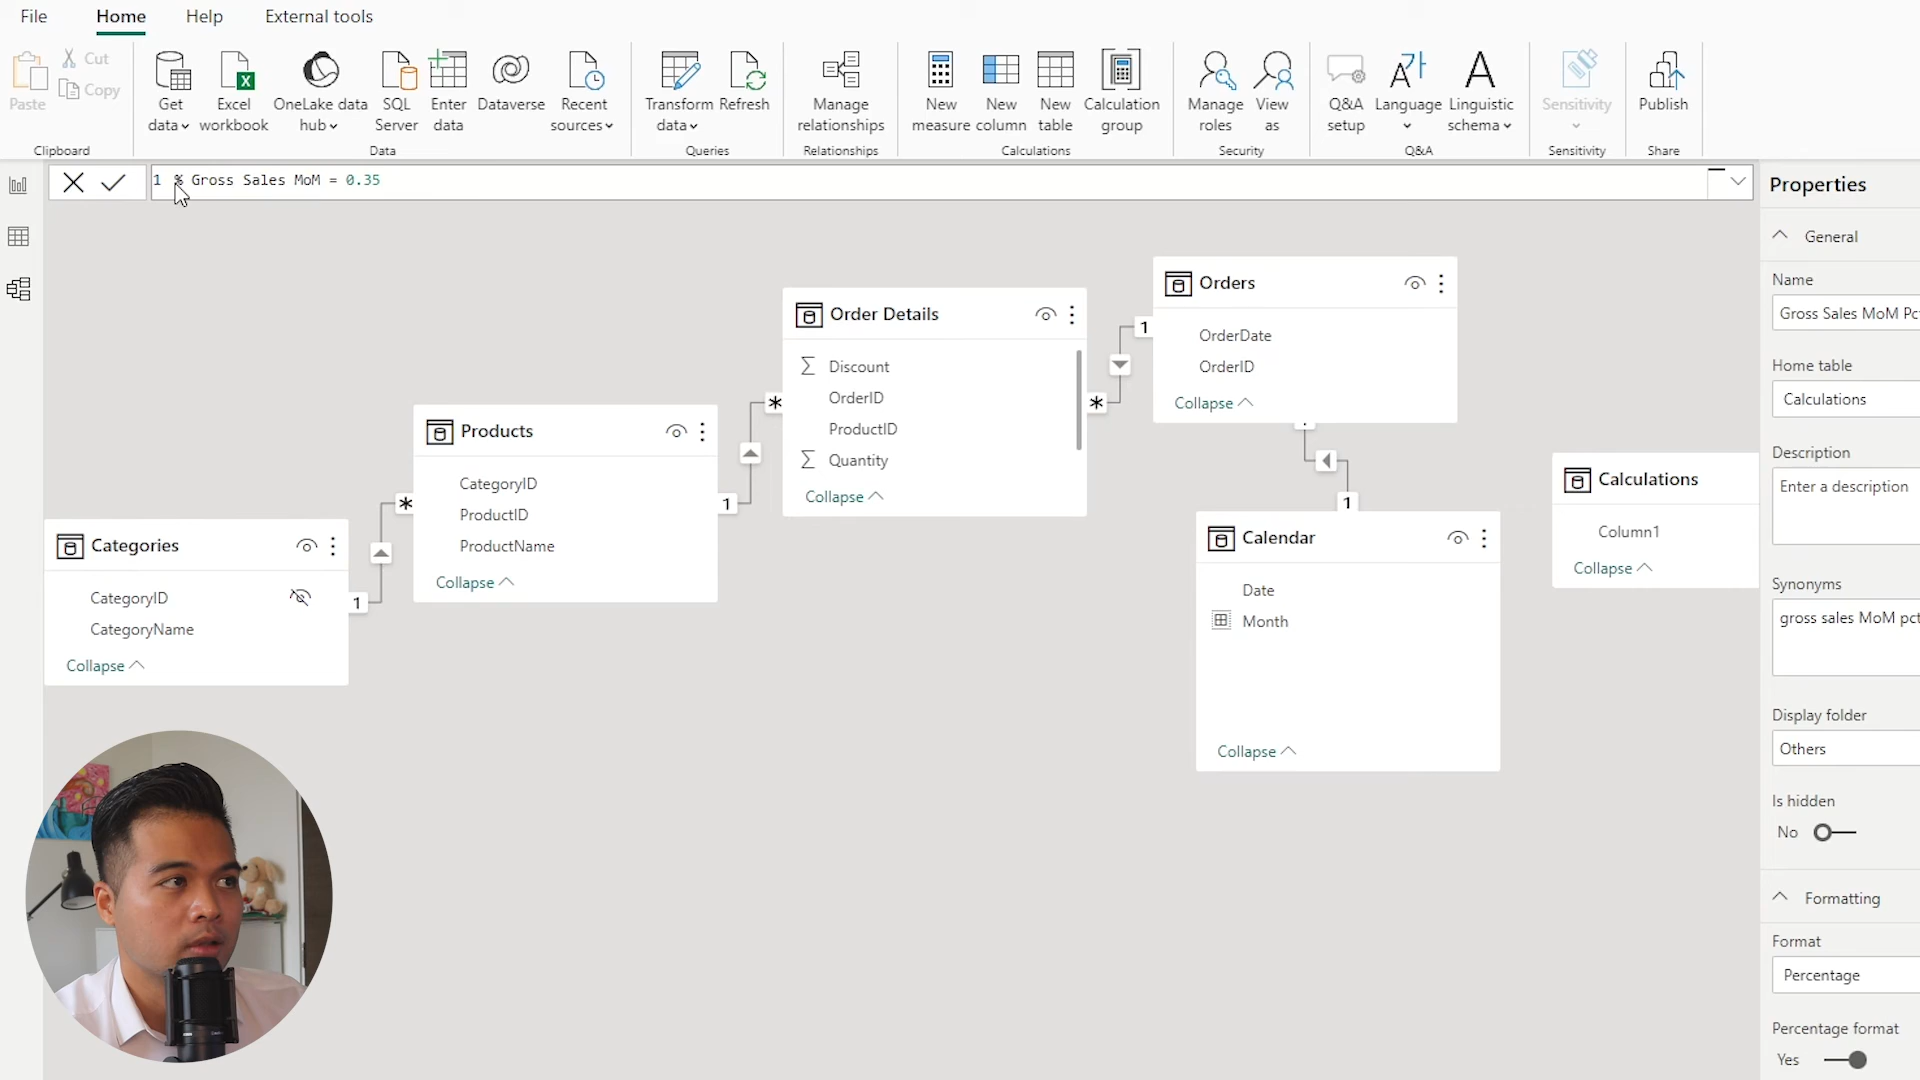 File
Home
Help
External tools
Paste
Cut
Copy
Get data
Excel workbook
OneLake data hub
SQL Server
Enter data
Dataverse
Recent sources
Transform data
Refresh
Manage relationships
New measure
New column
New table
Calculation group
Manage roles
View as
Q&A setup
Language
Linguistic schema
Sensitivity
Publish
Clipboard
Data
Queries
Relationships
Calculations
Security
Q&A
Sensitivity
Share
1 % Gross Sales MoM = 0.35
Categories
CategoryID
CategoryName
Collapse
1
*
Products
CategoryID
ProductID
ProductName
Collapse
1
*
Order Details
Discount
OrderID
ProductID
Quantity
Collapse
*
1
Orders
OrderDate
OrderID
Collapse
1
Calendar
Date
Month
Collapse
Calculations
Column1
Collapse
Properties
General
Name
Gross Sales MoM Pc
Home table
Calculations
Description
Enter a description
Synonyms
gross sales MoM pct
Display folder
Others
Is hidden
No
Formatting
Format
Percentage
Percentage format
Yes